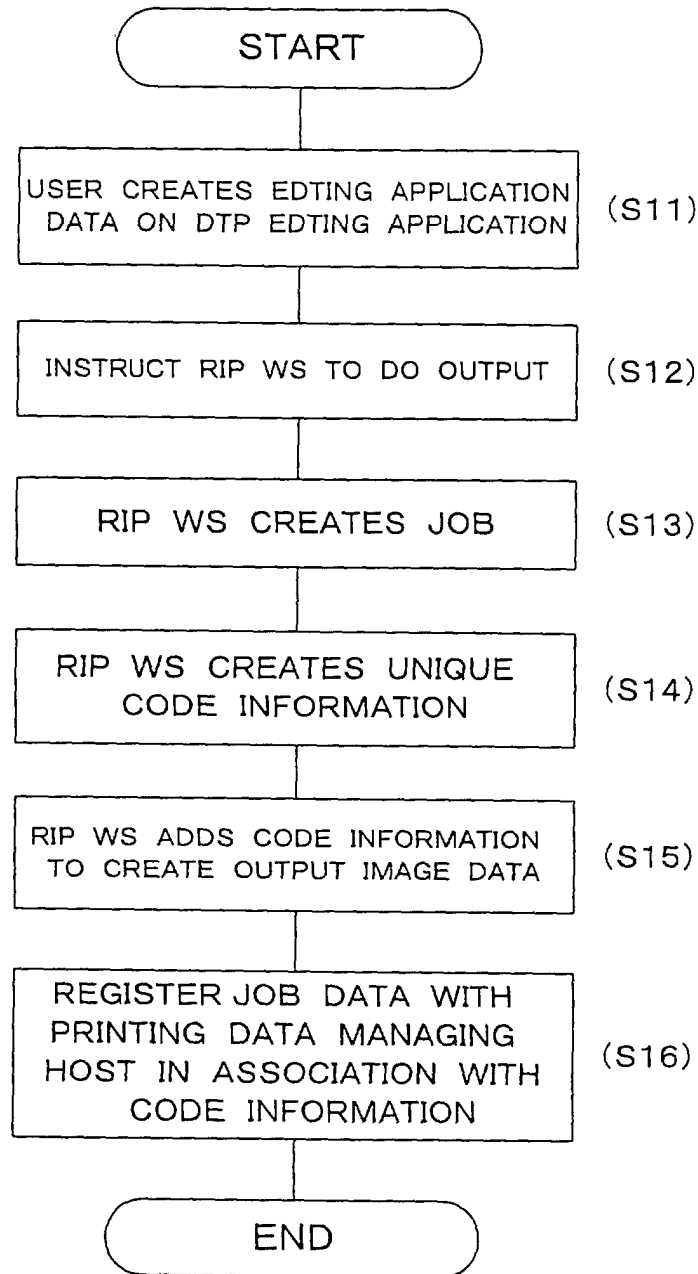 START
USER CREATES EDTING APPLICATION (S11)
DATA ON DTP EDTING APPLICATION
INSTRUCT RIP WS TO DO OUTPUT (S12)
RIP WS CREATES JOB (S13)
RIP WS CREATES UNIQUE (S14)
CODE INFORMATION
RIP WS ADDS CODE INFORMATION (S15)
TO CREATE OUTPUT IMAGE DATA
REGISTER JOB DATA WITH
PRINTING DATA MANAGING (S16)
HOST IN ASSOCIATION WITH
CODE INFORMATION
END